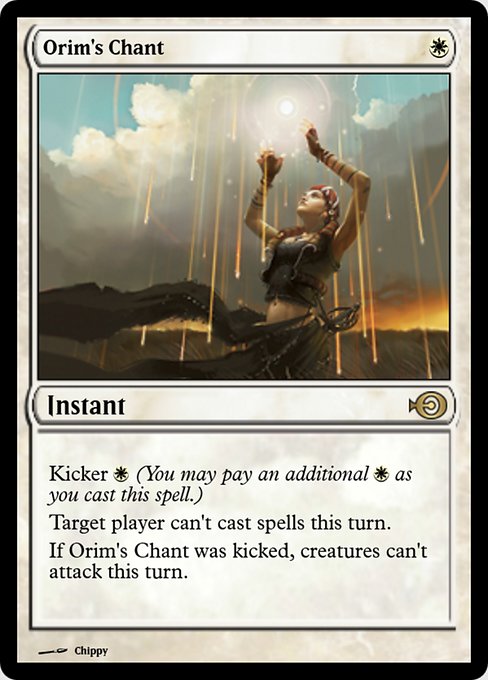 Orim's Chant
Instant
Kicker (You may pay an additional as
you cast this spell.)
Target player can't cast spells this turn.
If Orim's Chant was kicked, creatures can't
attack this turn.
Chippy